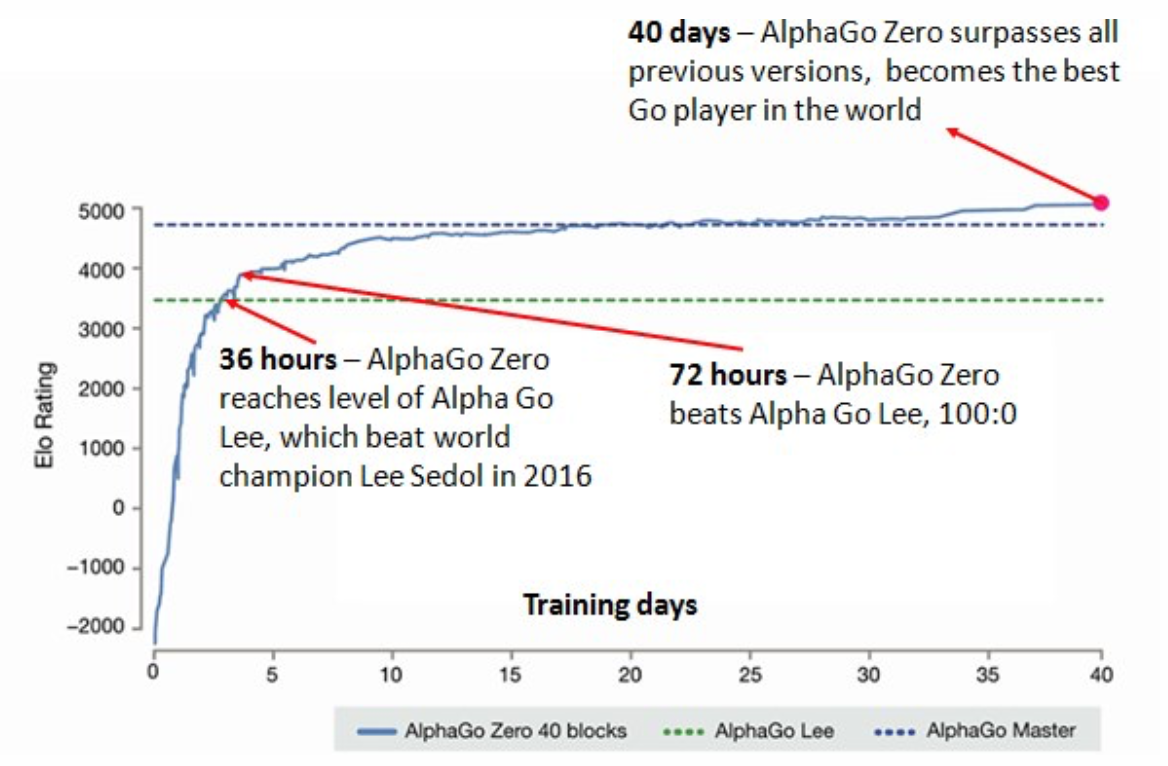 40 days – AlphaGo Zero surpasses all
previous versions, becomes the best
Go player in the world
5000
4000
3000
2000
1000
0
−1000
−2000
Elo Rating
36 hours – AlphaGo Zero
reaches level of Alpha Go
Lee, which beat world
champion Lee Sedol in 2016
72 hours – AlphaGo Zero
beats Alpha Go Lee, 100:0
Training days
0 5 10 15 20 25 30 35 40
AlphaGo Zero 40 blocks AlphaGo Lee AlphaGo Master